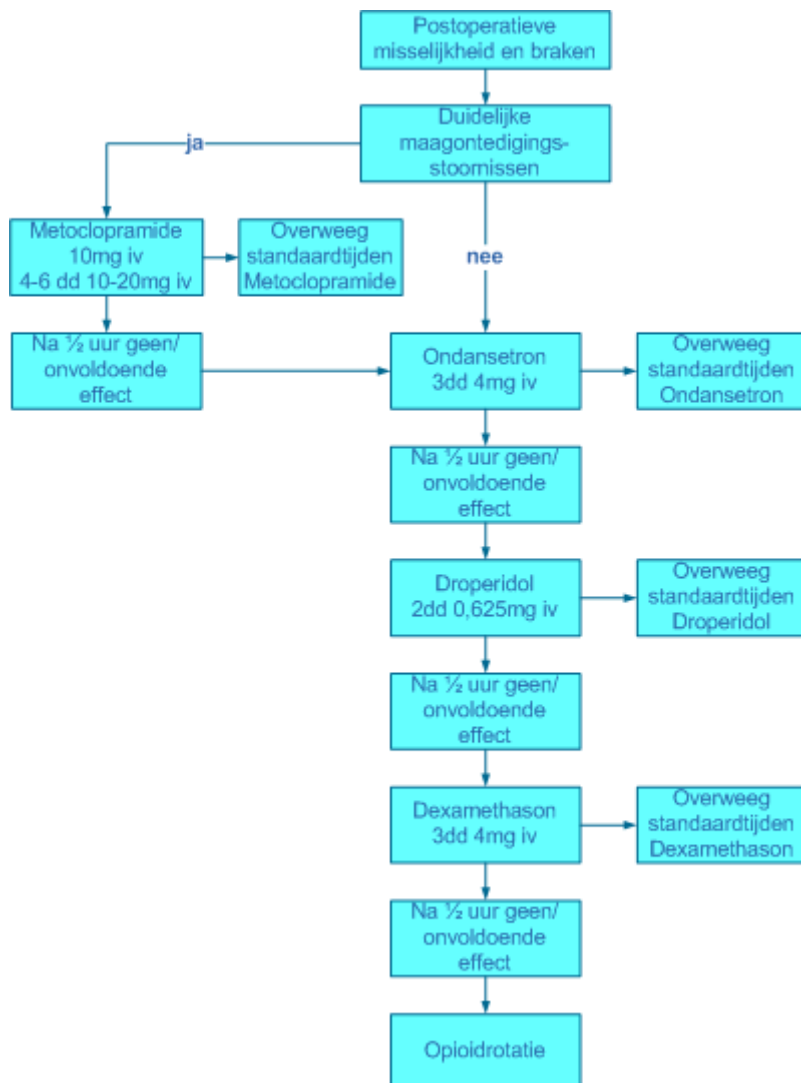 Postoperatieve
misselijkheid en braken
Duidelijke
maagontedigings-
stoornissen
ja
nee
Metoclopramide
10mg iv
4-6 dd 10-20mg iv
Overweeg
standaardtijden
Metoclopramide
Na ½ uur geen/
onvoldoende
effect
Ondansetron
3dd 4mg iv
Overweeg
standaardtijden
Ondansetron
Na ½ uur geen/
onvoldoende
effect
Droperidol
2dd 0,625mg iv
Overweeg
standaardtijden
Droperidol
Na ½ uur geen/
onvoldoende
effect
Dexamethason
3dd 4mg iv
Overweeg
standaardtijden
Dexamethason
Na ½ uur geen/
onvoldoende
effect
Opioidrotatie